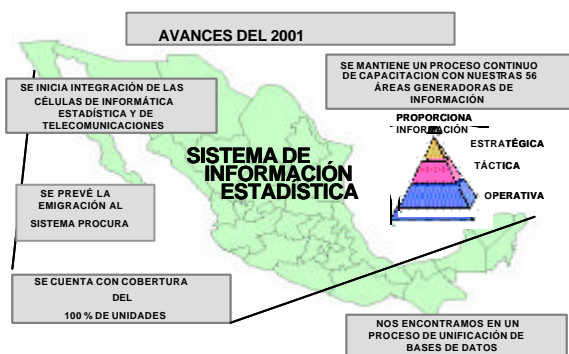 AVANCES DEL 2001
SE MANTIENE UN PROCESO CONTINUO
DE CAPACITACION CON NUESTRAS 56
ÁREAS GENERADORAS DE
INFORMACIÓN
SE INICIA INTEGRACIÓN DE LAS
CÉLULAS DE INFORMÁTICA
ESTADÍSTICA Y DE
TELECOMUNICACIONES
PROPORCIONA
INFORMACIÓN
ESTRATÉGICA
TÁCTICA
OPERATIVA
SISTEMA DE
INFORMACIÓN
ESTADÍSTICA
SE PREVÉ LA
EMIGRACIÓN AL
SISTEMA PROCURA
SE CUENTA CON COBERTURA
DEL
100 % DE UNIDADES
NOS ENCONTRAMOS EN UN
PROCESO DE UNIFICACIÓN DE
BASES DE DATOS